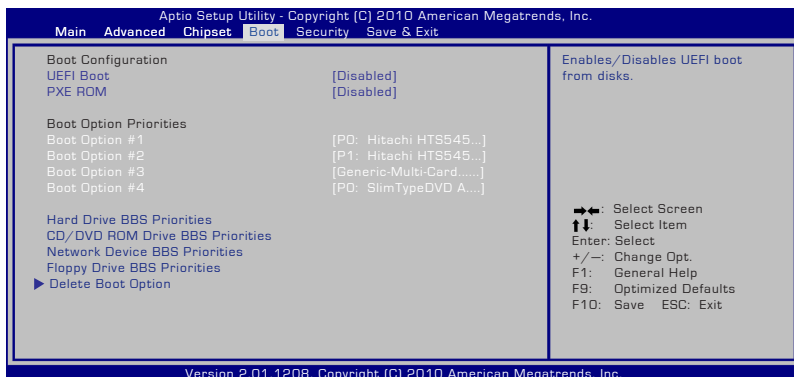 Aptio Setup Utility - Copyright (C) 2010 American Megatrends, Inc.
Main Advanced Chipset Boot Security Save & Exit
Boot Configuration
UEFI Boot [Disabled]
PXE ROM [Disabled]
Boot Option Priorities
Boot Option #1 [P0: Hitachi HTS545...]
Boot Option #2 [P1: Hitachi HTS545...]
Boot Option #3 [Generic-Multi-Card......]
Boot Option #4 [P0: SlimTypeDVD A....]
Hard Drive BBS Priorities
CD/DVD ROM Drive BBS Priorities
Network Device BBS Priorities
Floppy Drive BBS Priorities
Delete Boot Option
Enables/Disables UEFI boot
from disks.
→←: Select Screen
↑↓: Select Item
Enter: Select
+/—: Change Opt.
F1: General Help
F9: Optimized Defaults
F10: Save ESC: Exit
Version 2.01.1208. Copyright (C) 2010 American Megatrends, Inc.